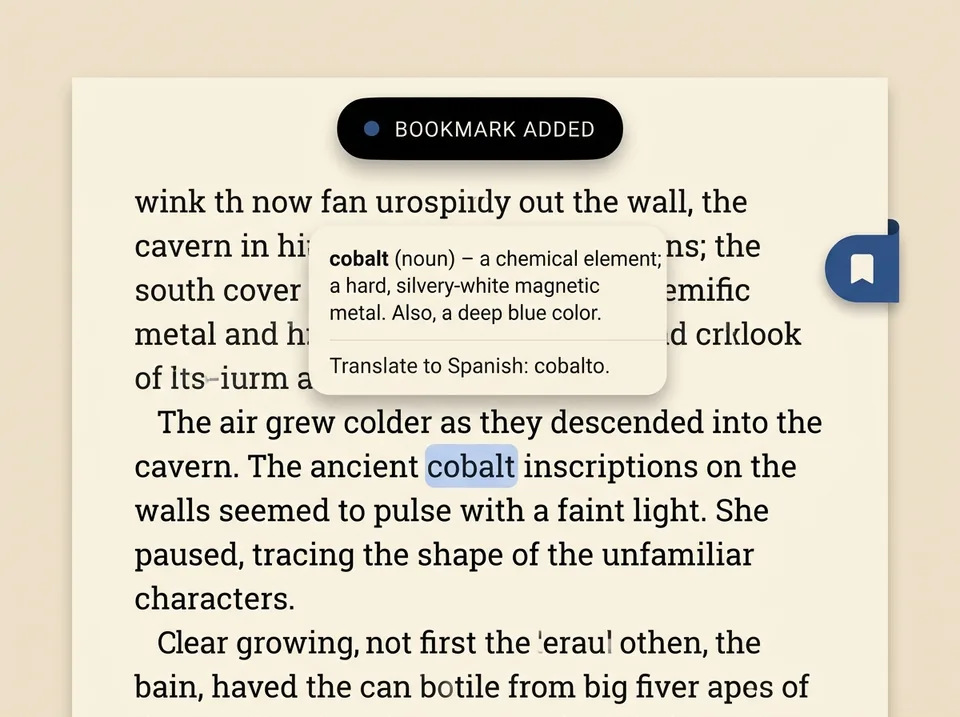 BOOKMARK ADDED
wink th now fan out the wall, the
cavern in ns; the
cobalt (noun) – a chemical element;
a hard, silvery-white magnetic
metal. Also, a deep blue color.
Translate to Spanish: cobalto.
south cover emific
metal and
of a
The air grew colder as they descended into the
cavern. The ancient cobalt inscriptions on the
walls seemed to pulse with a faint light. She
paused, tracing the shape of the unfamiliar
characters.
Clear growing, not first the othen, the
bain, haved the can botile from big fiver apes of